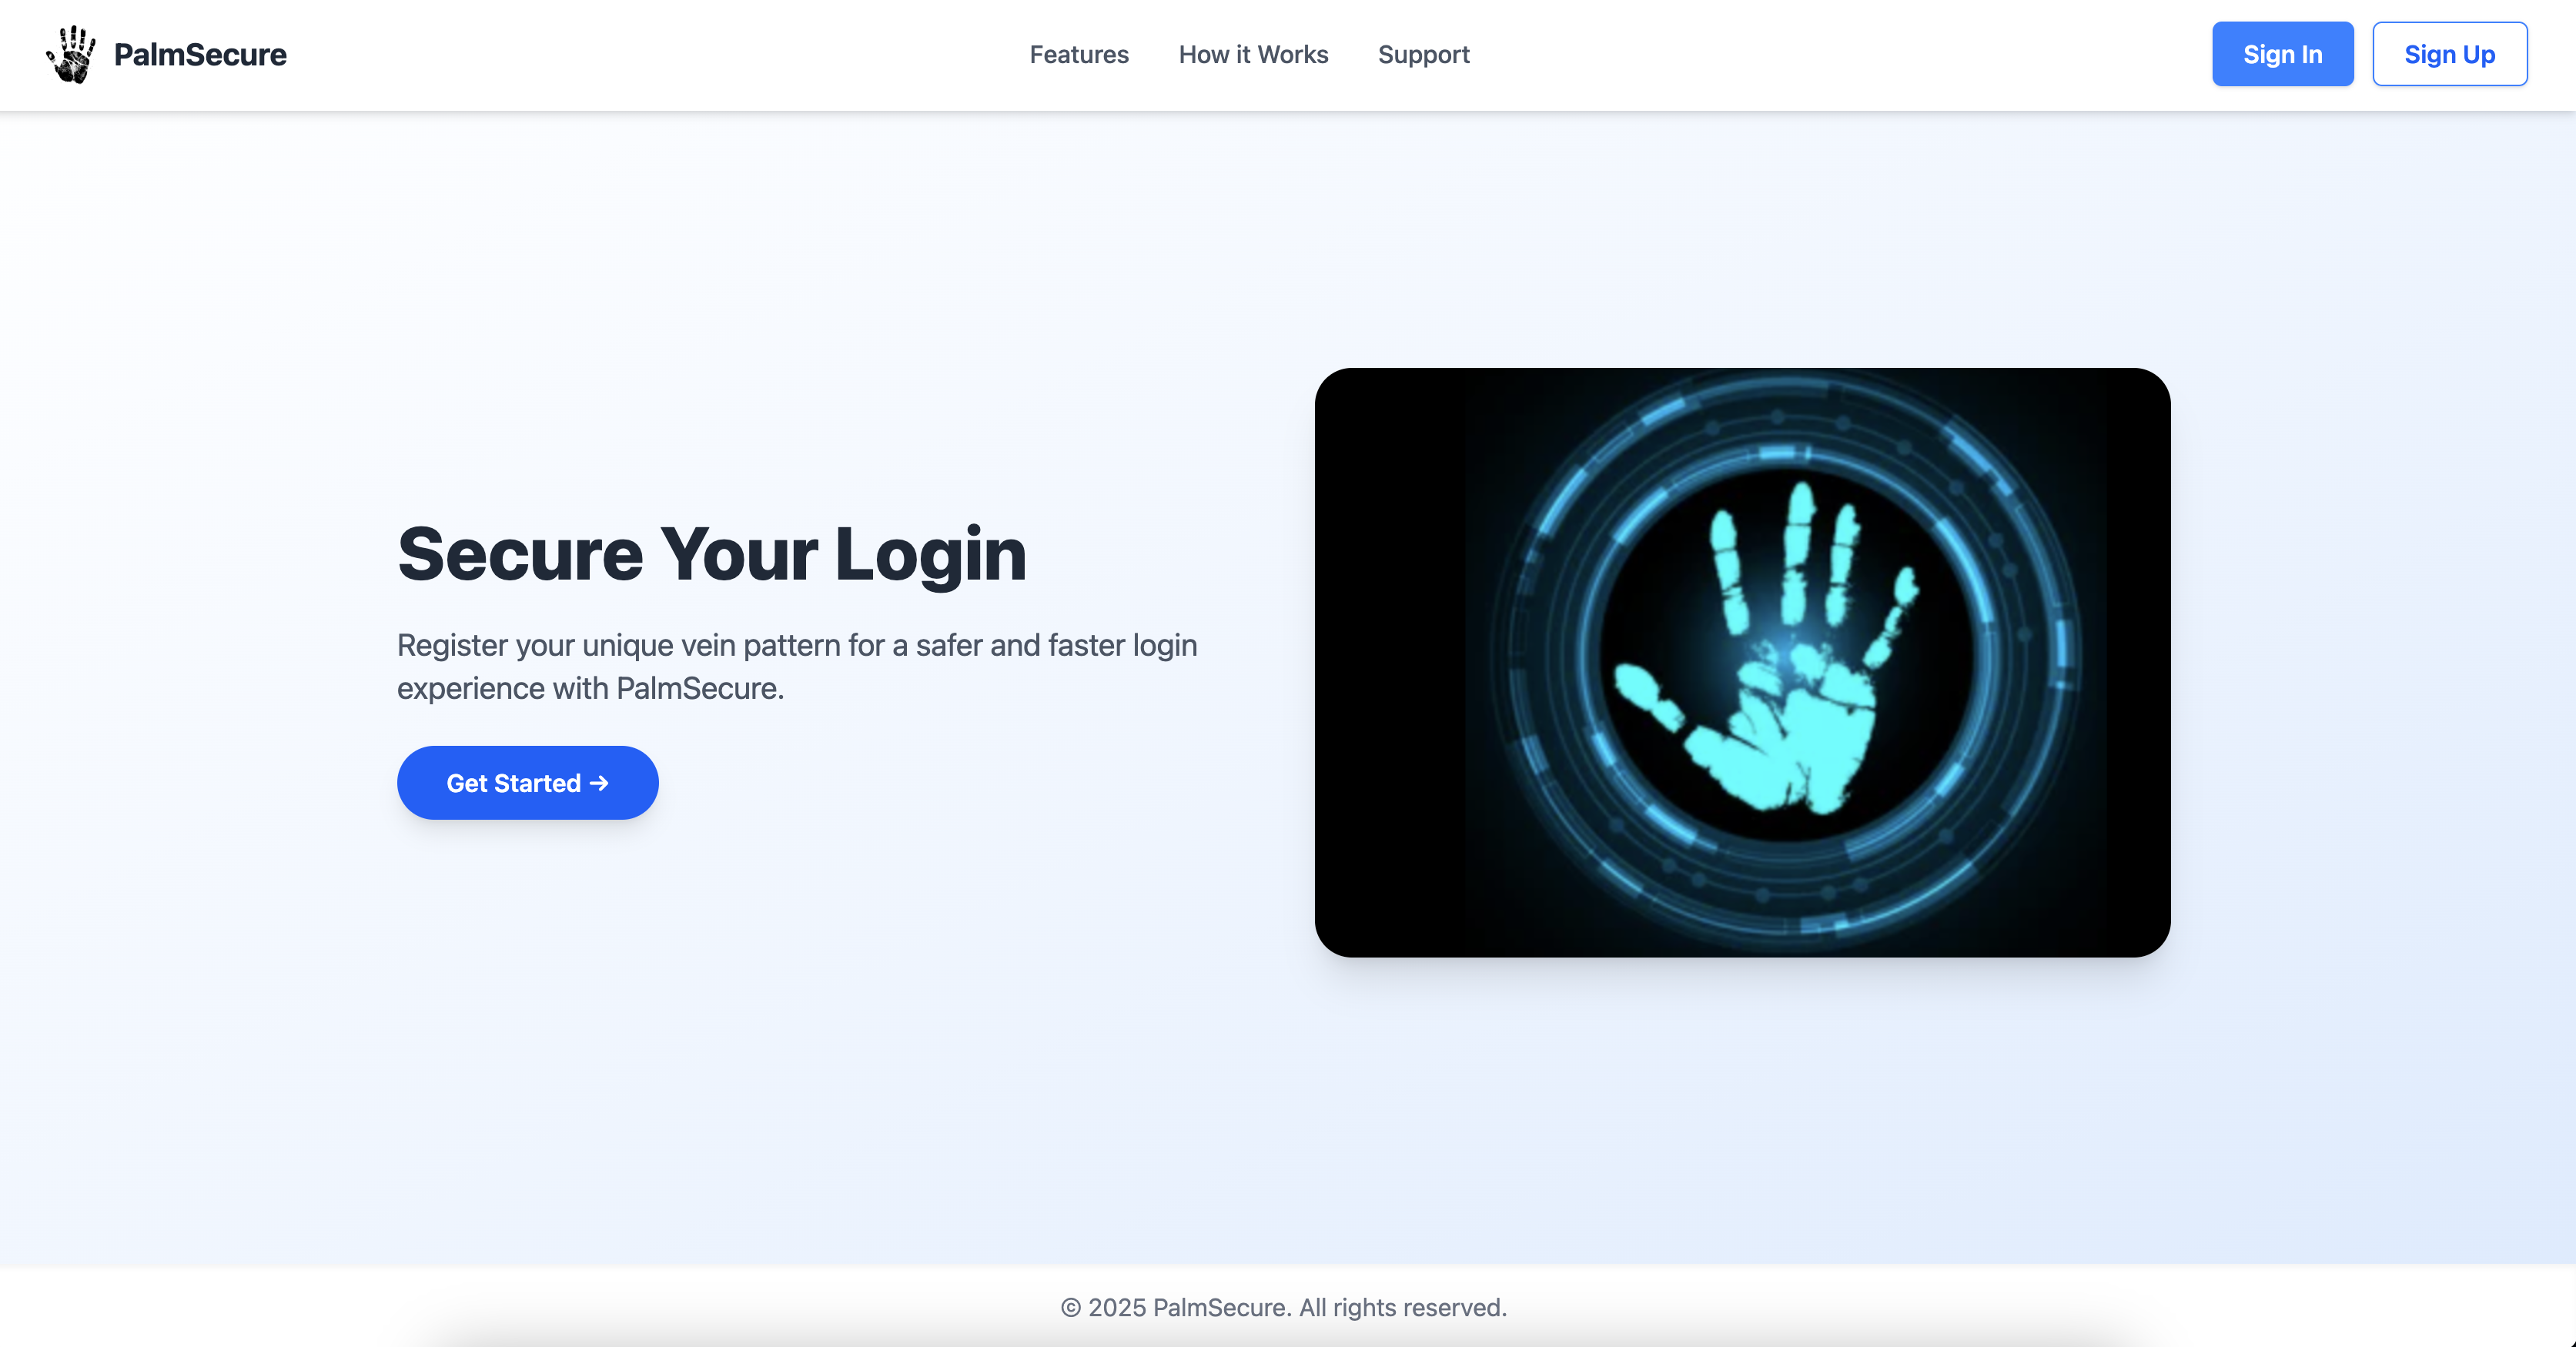 PalmSecure
Features
How it Works
Support
Sign In
Sign Up
Secure Your Login
Register your unique vein pattern for a safer and faster login
experience with PalmSecure.
Get Started →
© 2025 PalmSecure. All rights reserved.